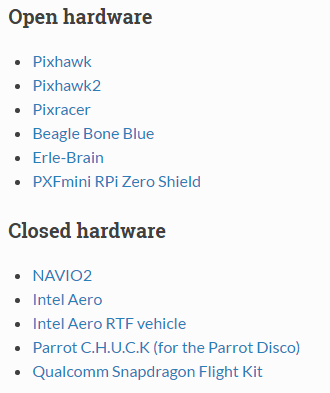 Open hardware
Pixhawk
Pixhawk2
Pixracer
Beagle Bone Blue
Erle-Brain
PXFmini RPi Zero Shield
Closed hardware
NAVIO2
Intel Aero
Intel Aero RTF vehicle
Parrot C.H.U.C.K (for the Parrot Disco)
Qualcomm Snapdragon Flight Kit